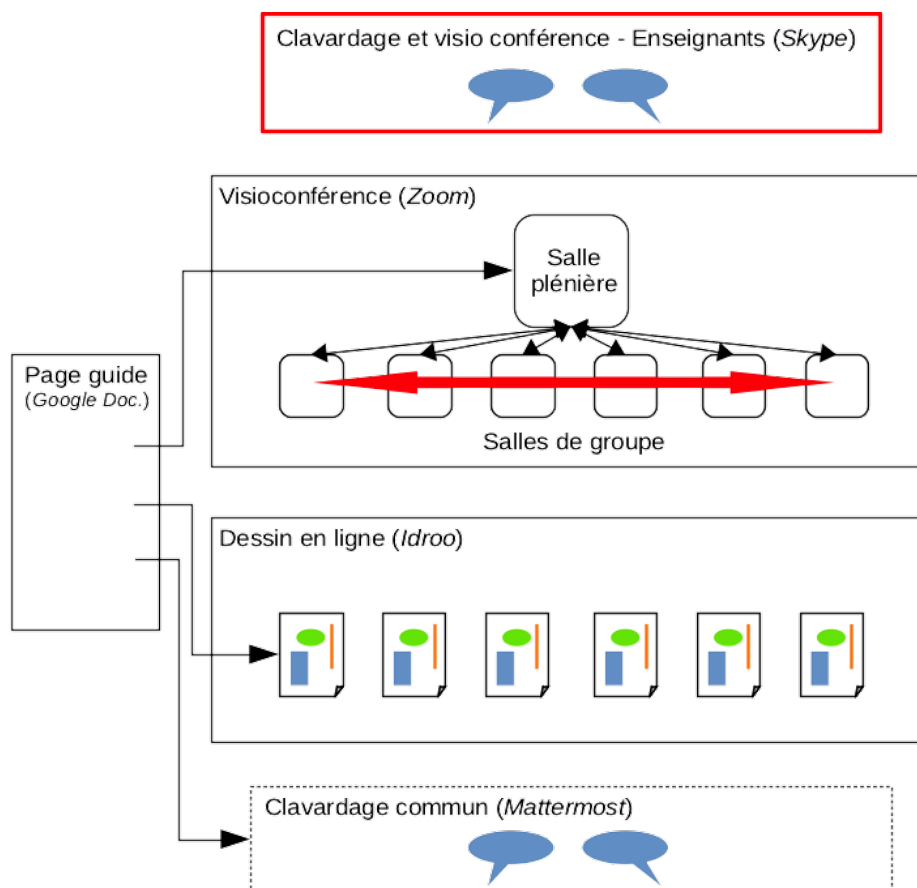 Clavardage et visio conférence - Enseignants (Skype)
Visioconférence (Zoom)
Salle
plénière
Page guide
(Google Doc.)
Salles de groupe
Dessin en ligne (Idroo)
Clavardage commun (Mattermost)